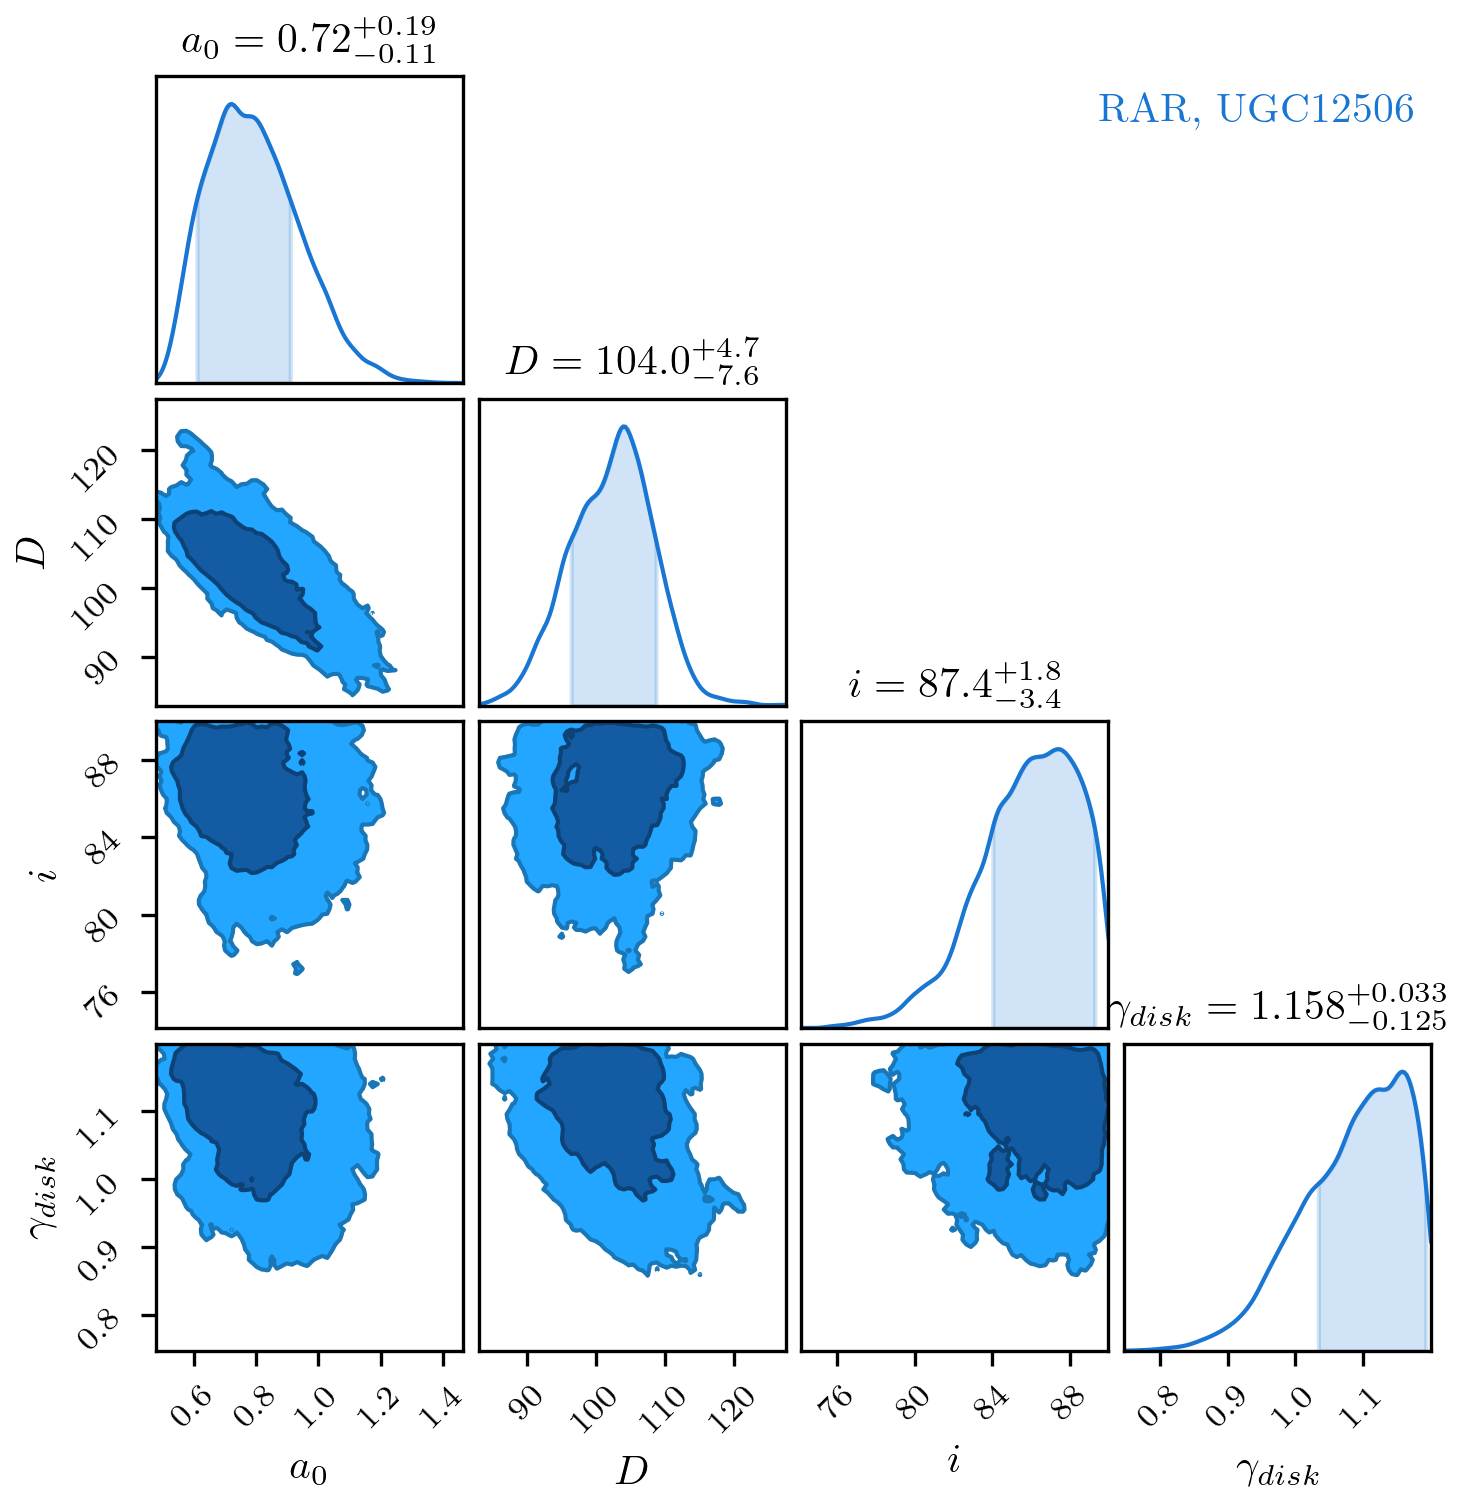 a_0 = 0.72^{+0.19}_{-0.11}
RAR, UGC12506
D = 104.0^{+4.7}_{-7.6}
D
120
110
100
90
i = 87.4^{+1.8}_{-3.4}
i
88
84
80
76
γ_{disk} = 1.158^{+0.033}_{-0.125}
γ_{disk}
1.1
1.0
0.9
0.8
0.6 0.8 1.0 1.2 1.4
90 100 110 120
76 80 84 88
0.8 0.9 1.0 1.1
a_0
D
i
γ_{disk}